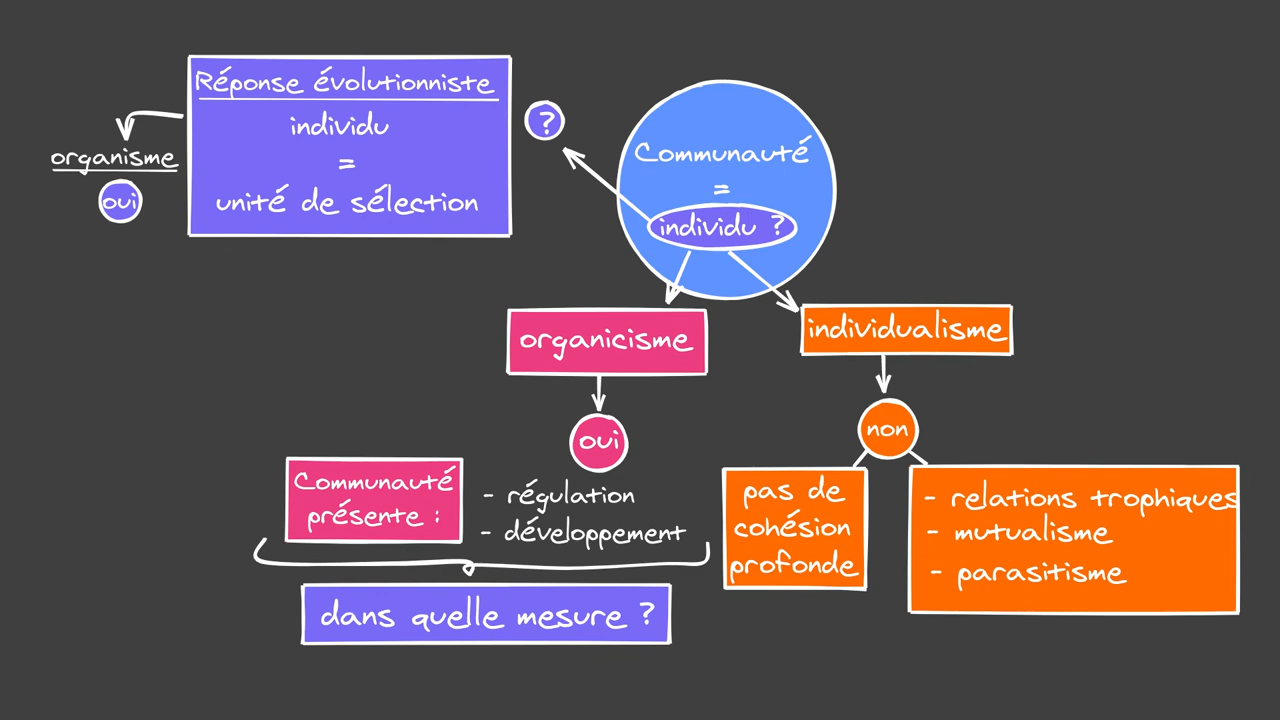 Réponse évolutionniste
individu
=
unité de sélection
organisme
oui
?
Communauté
=
individu ?
organicisme
oui
Communauté
présente :
- régulation
- développement
dans quelle mesure ?
individualisme
non
pas de
cohésion
profonde
- relations trophiques
- mutualisme
- parasitisme